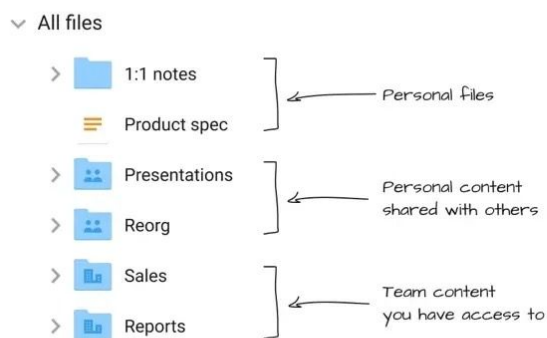 All files
1:1 notes
Product spec
Personal files
Presentations
Reorg
Personal content
shared with others
Sales
Reports
Team content
you have access to